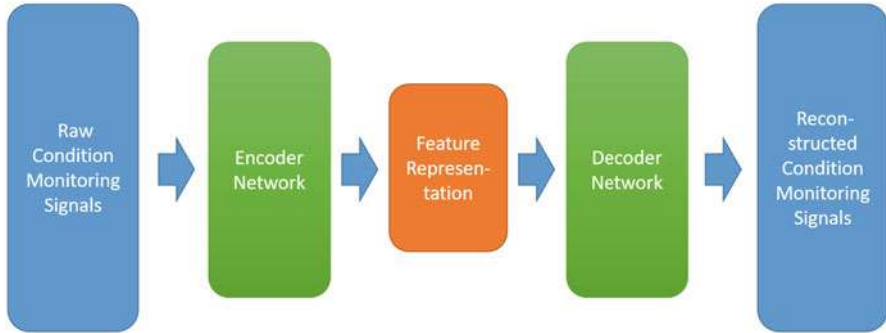 Raw
Condition
Monitoring
Signals
Encoder
Network
Feature
Represen-
tation
Decoder
Network
Recon-
structed
Condition
Monitoring
Signals